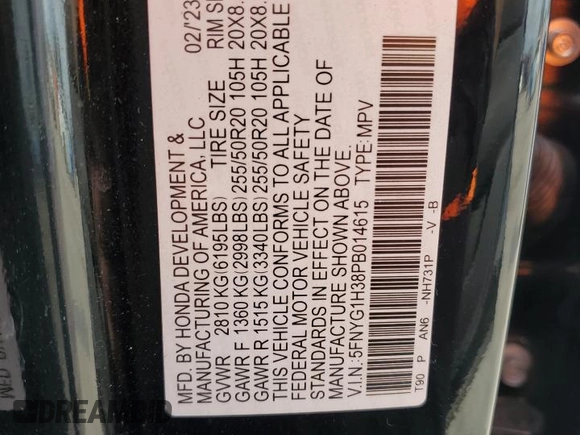 MFD. BY HONDA DEVELOPMENT & 02/'23
MANUFACTURING OF AMERICA, LLC
GVWR 2810 KG(6195LBS) TIRE SIZE RIM
GAWR F 1360 KG(2998LBS) 255/50R20 105H 20X8.
GAWR R 1515 KG(3340LBS) 255/50R20 105H 20X8.
THIS VEHICLE CONFORMS TO ALL APPLICABLE
FEDERAL MOTOR VEHICLE SAFETY
STANDARDS IN EFFECT ON THE DATE OF
MANUFACTURE SHOWN ABOVE.
V.I.N.: 5FNYG1H38PB014615 TYPE: MPV
T90 P AN6 -NH731P -V -B
DREAMBID